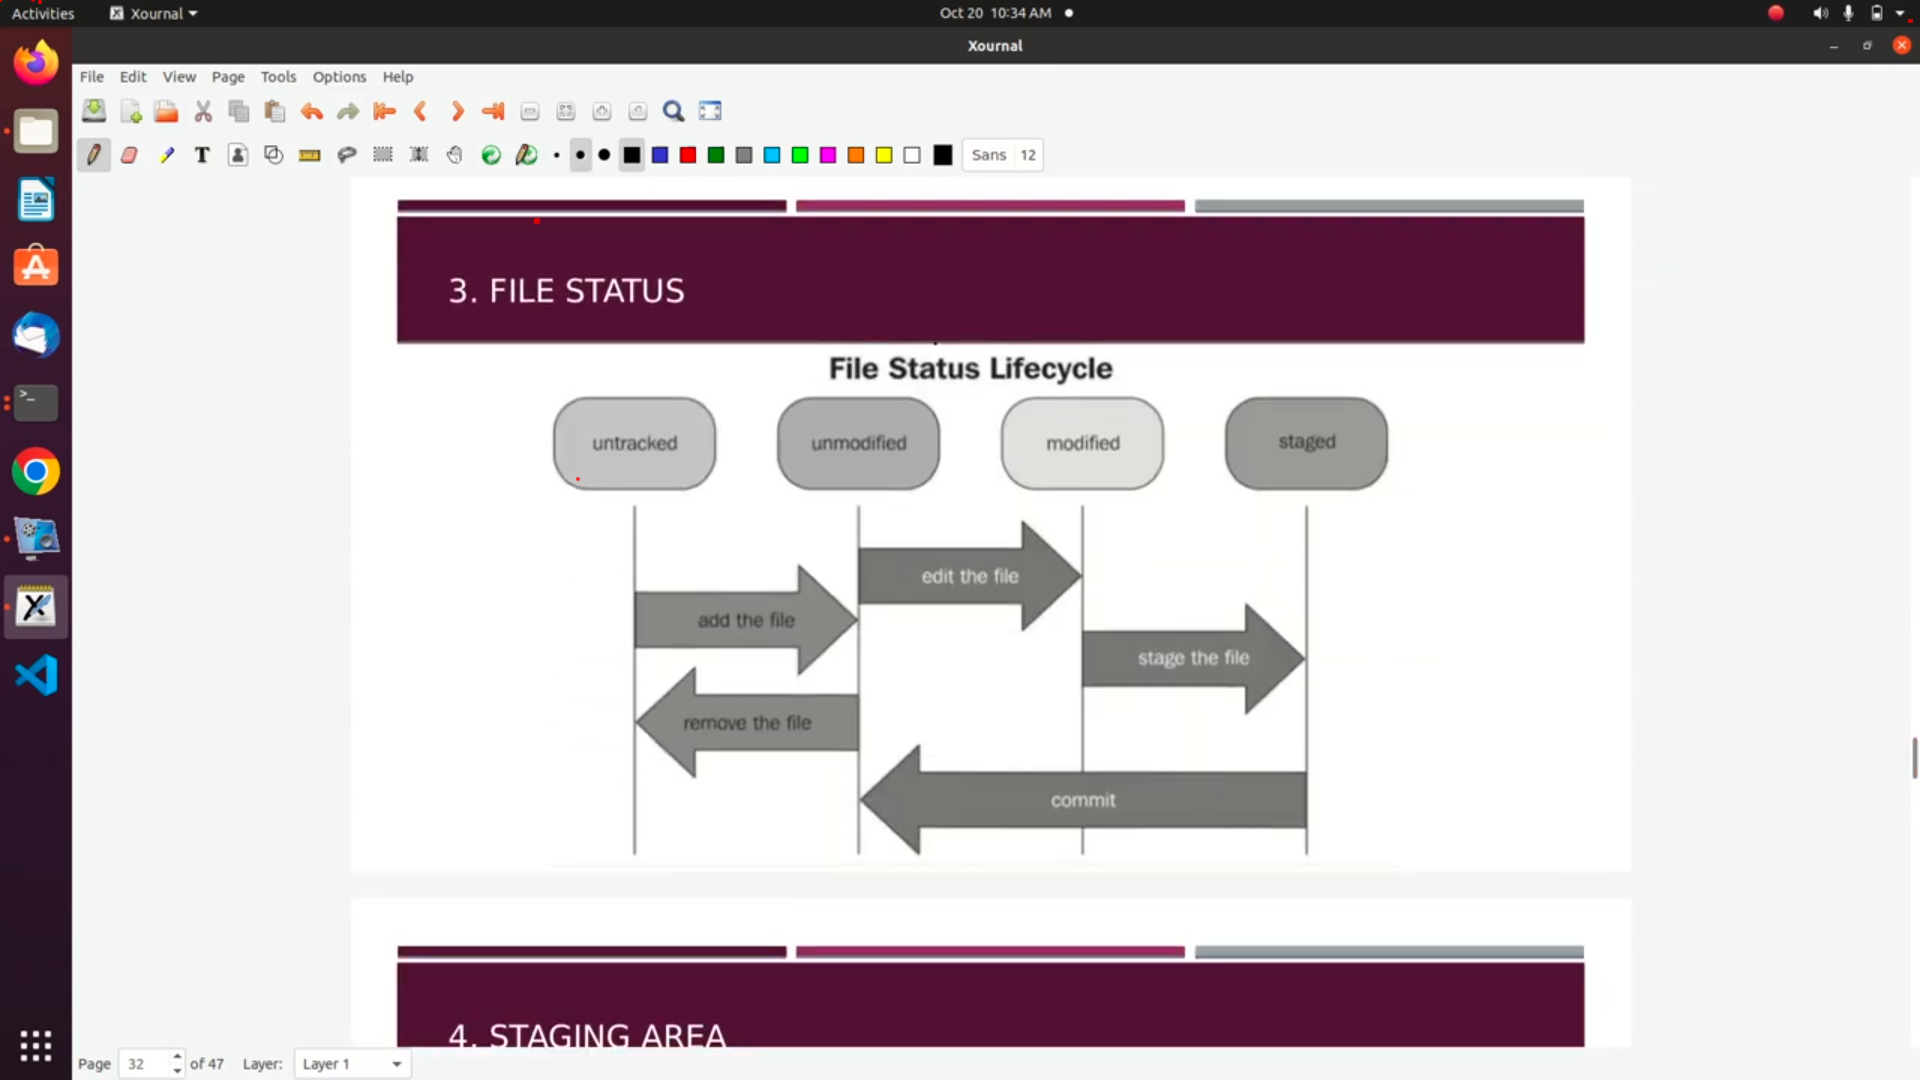 Activities
Xournal
Oct 20 10:34 AM
Xournal
File Edit View Page Tools Options Help
Sans 12
3. FILE STATUS
File Status Lifecycle
untracked
unmodified
modified
staged
edit the file
add the file
stage the file
remove the file
commit
4. STAGING AREA
Page 32 of 47 Layer: Layer 1